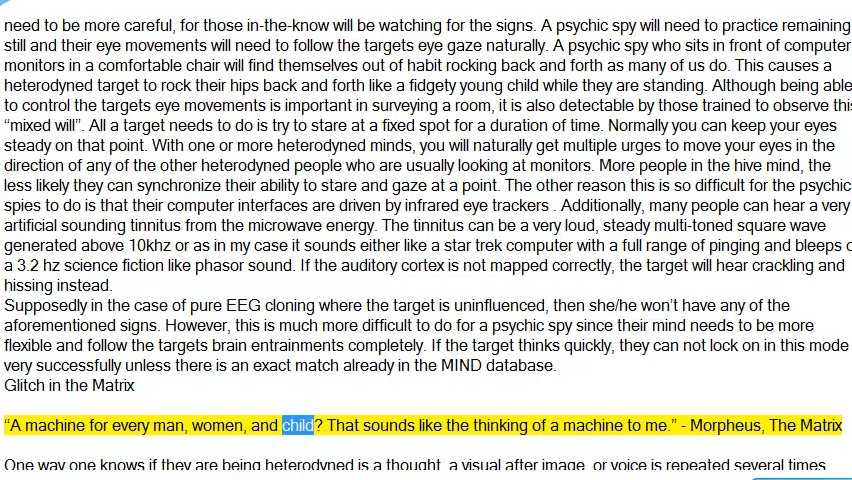 need to be more careful, for those in-the-know will be watching for the signs. A psychic spy will need to practice remaining
still and their eye movements will need to follow the targets eye gaze naturally. A psychic spy who sits in front of computer
monitors in a comfortable chair will find themselves out of habit rocking back and forth as many of us do. This causes a
heterodyned target to rock their hips back and forth like a fidgety young child while they are standing. Although being able
to control the targets eye movements is important in surveying a room, it is also detectable by those trained to observe this
“mixed will”. All a target needs to do is try to stare at a fixed spot for a duration of time. Normally you can keep your eyes
steady on that point. With one or more heterodyned minds, you will naturally get multiple urges to move your eyes in the
direction of any of the other heterodyned people who are usually looking at monitors. More people in the hive mind, the
less likely they can synchronize their ability to stare and gaze at a point. The other reason this is so difficult for the psychic
spies to do is that their computer interfaces are driven by infrared eye trackers . Additionally, many people can hear a very
artificial sounding tinnitus from the microwave energy. The tinnitus can be a very loud, steady multi-toned square wave
generated above 10khz or as in my case it sounds either like a star trek computer with a full range of pinging and bleeps
a 3.2 hz science fiction like phasor sound. If the auditory cortex is not mapped correctly, the target will hear crackling and
hissing instead.
Supposedly in the case of pure EEG cloning where the target is uninfluenced, then she/he won’t have any of the
aforementioned signs. However, this is much more difficult to do for a psychic spy since their mind needs to be more
flexible and follow the targets brain entrainments completely. If the target thinks quickly, they can not lock on in this mode
very successfully unless there is an exact match already in the MIND database.
Glitch in the Matrix
“A machine for every man, women, and child? That sounds like the thinking of a machine to me.” - Morpheus, The Matrix
One way one knows if they are being heterodyned is a thought, a visual after image, or voice is repeated several times